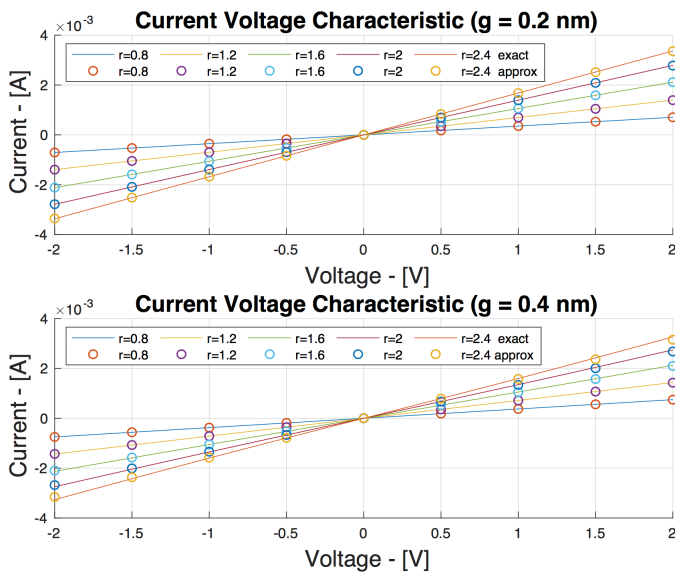 Current Voltage Characteristic (g = 0.2 nm)
×10⁻³
r=0.8 r=1.2 r=1.6 r=2 r=2.4 exact
r=0.8 r=1.2 r=1.6 r=2 r=2.4 approx
4
2
0
-2
-4
Current - [A]
-2 -1.5 -1 -0.5 0 0.5 1 1.5 2
Voltage - [V]
Current Voltage Characteristic (g = 0.4 nm)
×10⁻³
r=0.8 r=1.2 r=1.6 r=2 r=2.4 exact
r=0.8 r=1.2 r=1.6 r=2 r=2.4 approx
4
2
0
-2
-4
Current - [A]
-2 -1.5 -1 -0.5 0 0.5 1 1.5 2
Voltage - [V]